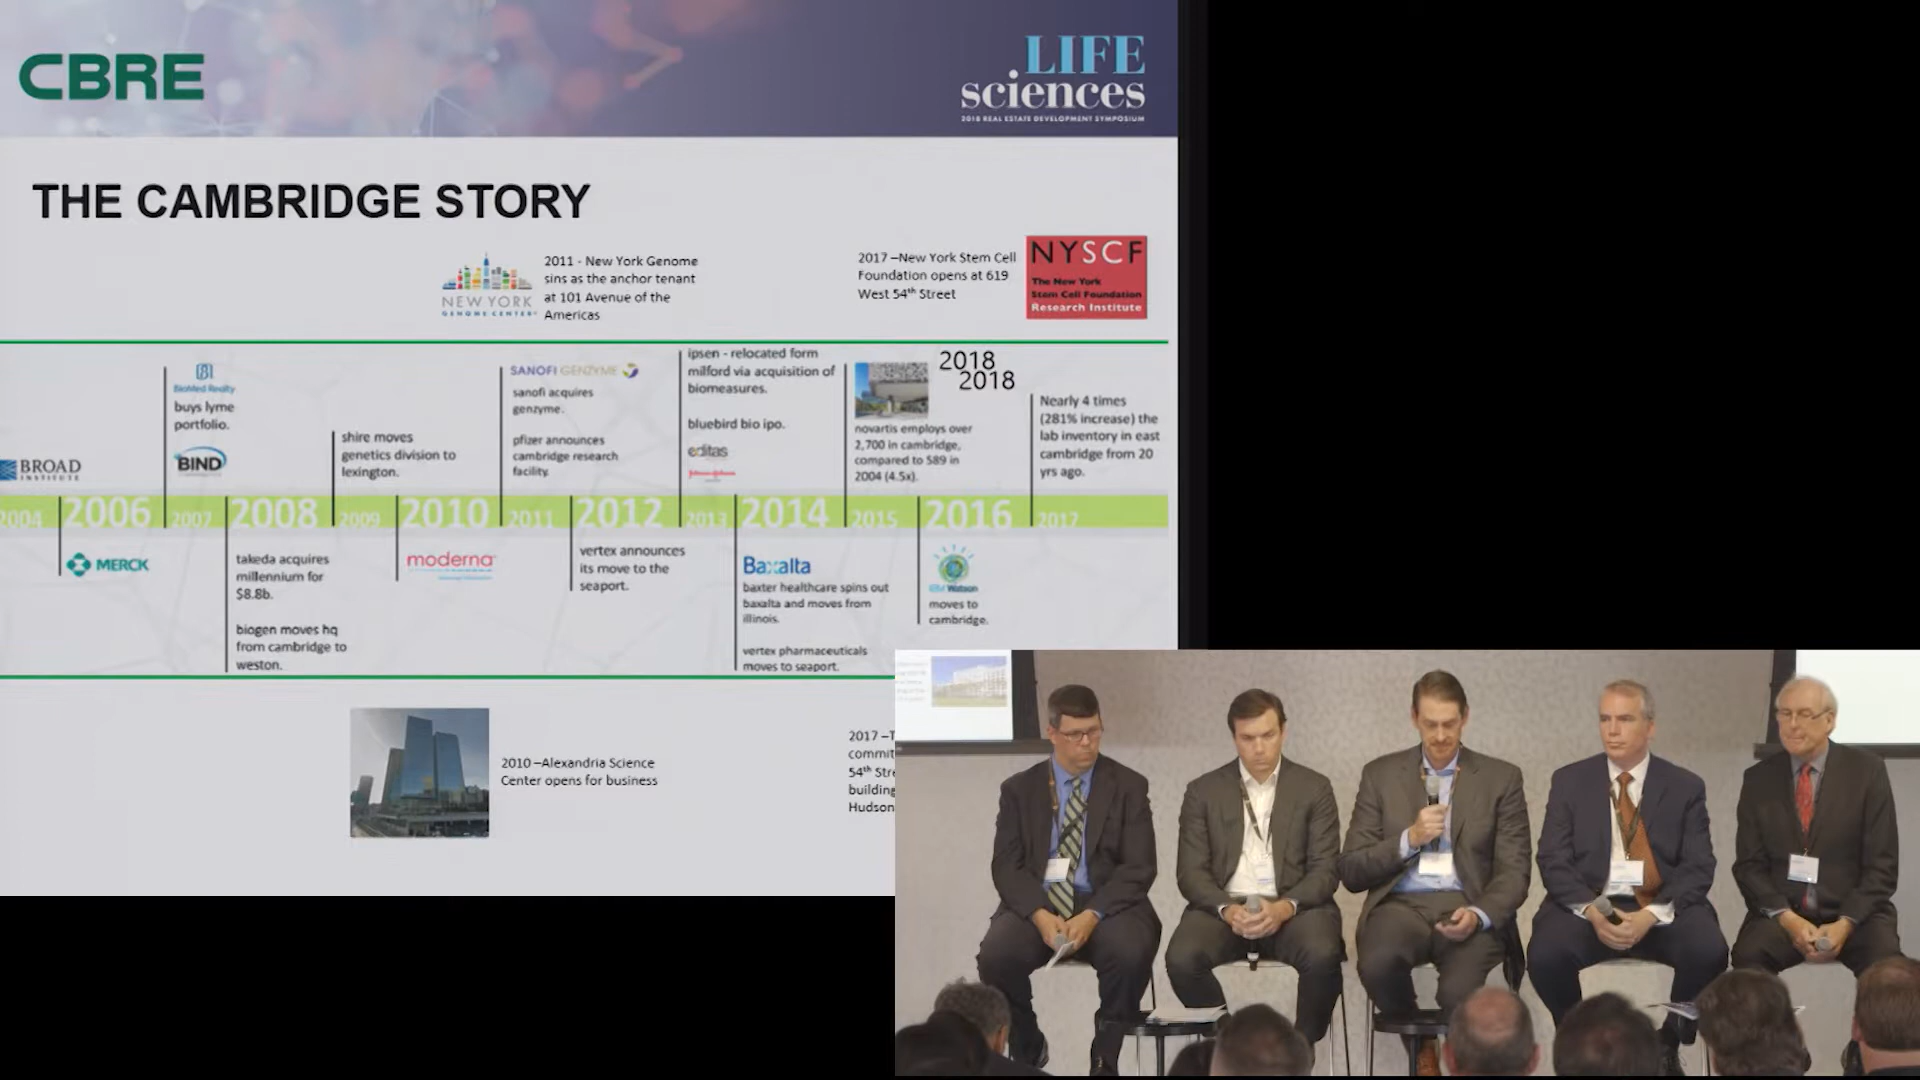 CBRE
LIFE
sciences
2018 REAL ESTATE DEVELOPMENT SYMPOSIUM
THE CAMBRIDGE STORY
NEW YORK
GENOME CENTER
2011 - New York Genome
sins as the anchor tenant
at 101 Avenue of the
Americas
2017 –New York Stem Cell
Foundation opens at 619
West 54th Street
NYSCF
The New York
Stem Cell Foundation
Research Institute
BROAD
INSTITUTE
BioMed Realty
buys lyme
portfolio.
BIND
shire moves
genetics division to
lexington.
SANOFI GENZYME
sanofi acquires
genzyme.
pfizer announces
cambridge research
facility.
ipsen - relocated form
milford via acquisition of
biomeasures.
bluebird bio ipo.
editas
2018
2018
novartis employs over
2,700 in cambridge,
compared to 589 in
2004 (4.5x).
Nearly 4 times
(281% increase) the
lab inventory in east
cambridge from 20
yrs ago.
2004 2006 2007 2008 2009 2010 2011 2012 2013 2014 2015 2016 2017
MERCK
takeda acquires
millennium for
$8.8b.
biogen moves hq
from cambridge to
weston.
moderna
vertex announces
its move to the
seaport.
Baxalta
baxter healthcare spins out
baxalta and moves from
illinois.
vertex pharmaceuticals
moves to seaport.
IBM Watson
moves to
cambridge.
2010 –Alexandria Science
Center opens for business
2017 –T
commit
54th Stre
building
Hudson